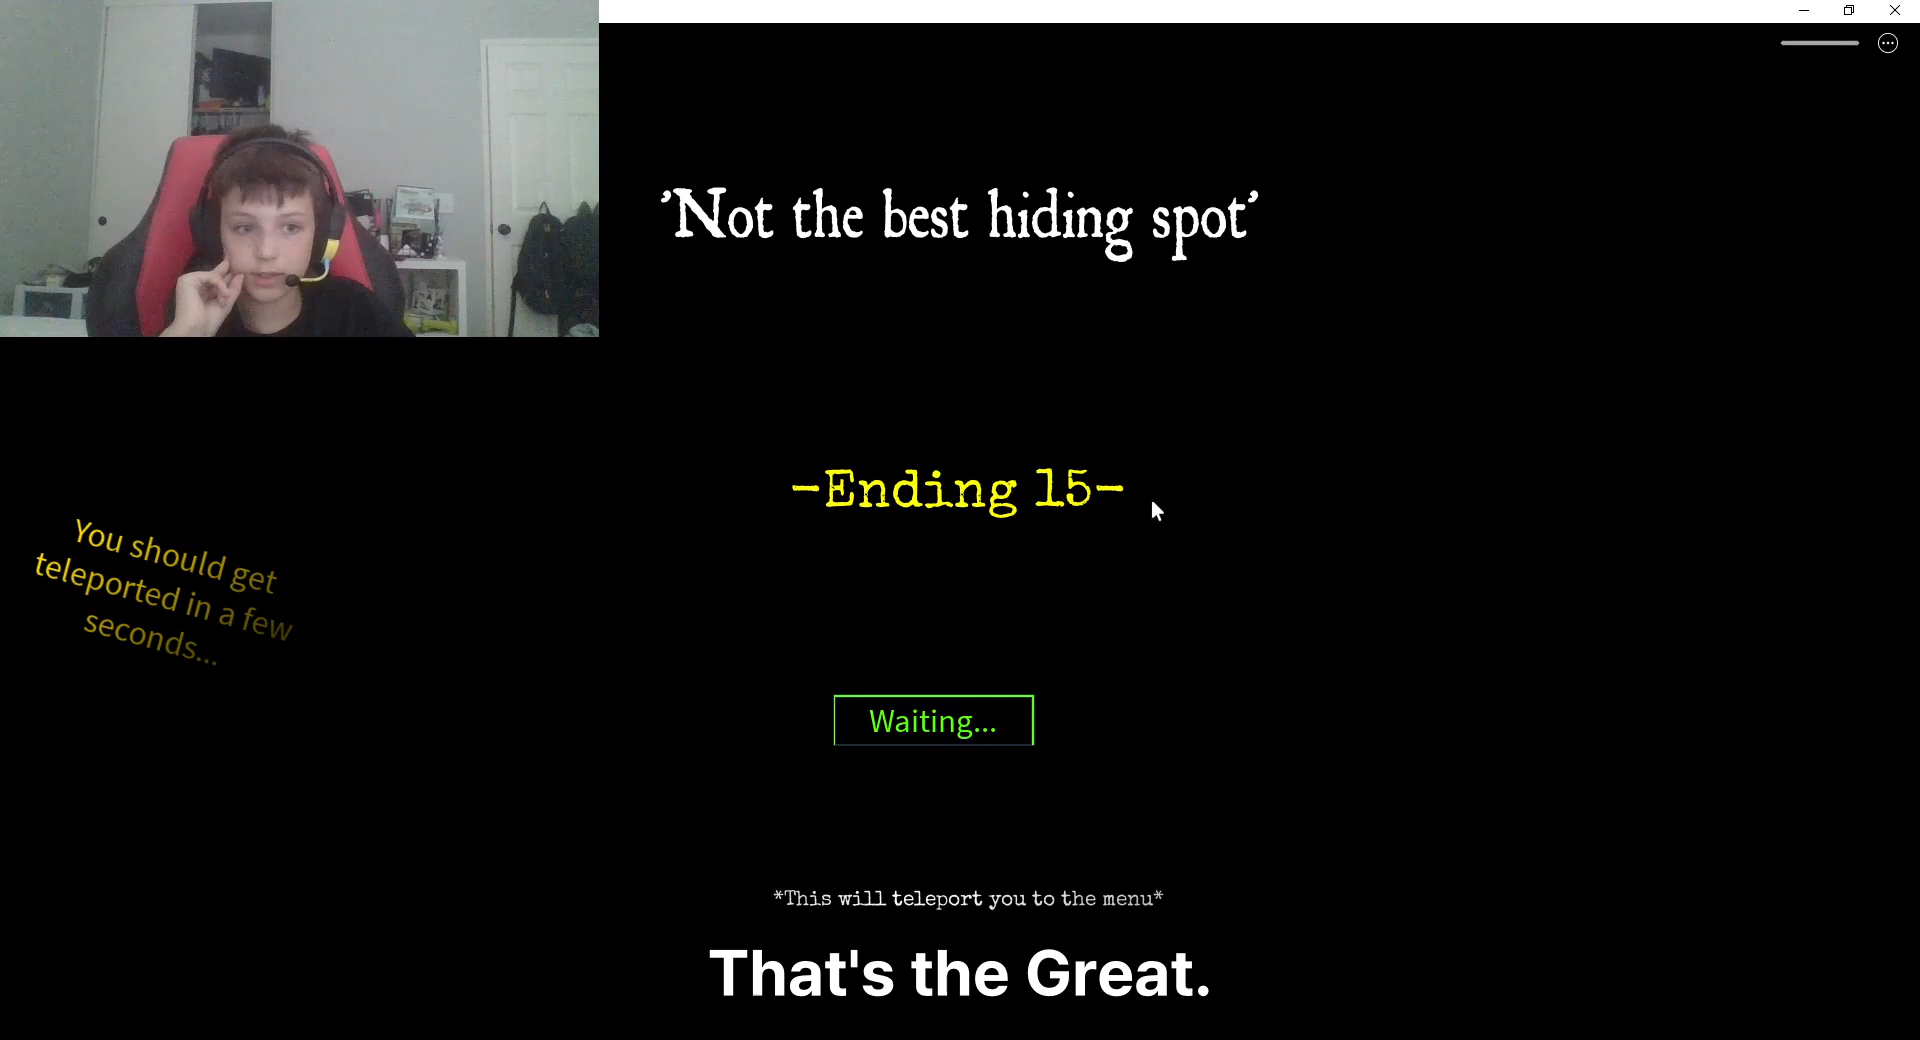 'Not the best hiding spot'
-Ending 15-
You should get
teleported in a few
seconds...
Waiting...
*This will teleport you to the menu*
That's the Great.